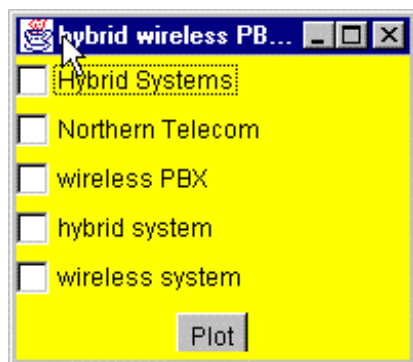 hybrid wireless PB...
Hybrid Systems
Northern Telecom
wireless PBX
hybrid system
wireless system
Plot